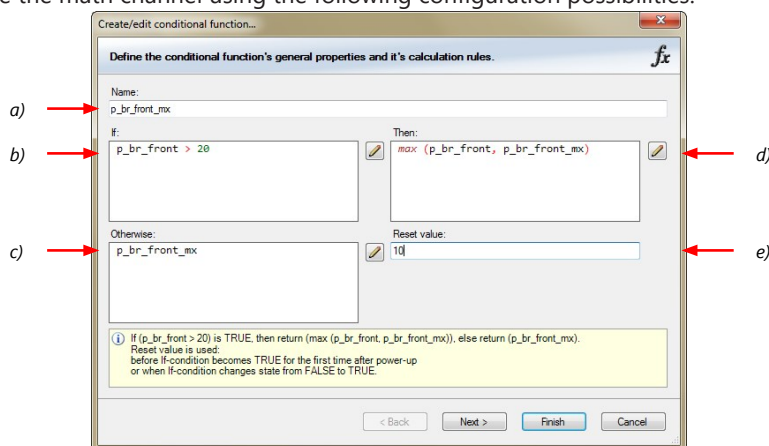 e the math channel using the following configuration possibilities:
Create/edit conditional function...
Define the conditional function's general properties and it's calculation rules.
fx
Name:
a)
p_br_front_mx
If:
Then:
b)
p_br_front > 20
max (p_br_front, p_br_front_mx)
d)
Otherwise:
Reset value:
c)
p_br_front_mx
10
e)
If (p_br_front > 20) is TRUE, then return (max (p_br_front, p_br_front_mx)), else return (p_br_front_mx).
Reset value is used:
before If-condition becomes TRUE for the first time after power-up
or when If-condition changes state from FALSE to TRUE.
< Back
Next >
Finish
Cancel